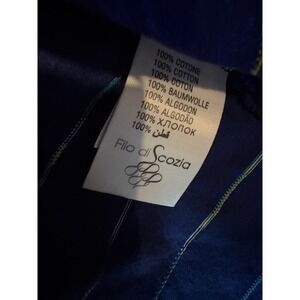 100% COTONE
100% COTTON
100% COTON
100% BAUMWOLLE
100% ALGODON
100% ALGODÃO
100% ХЛОПОК
100% قطن
Filo di Scozia